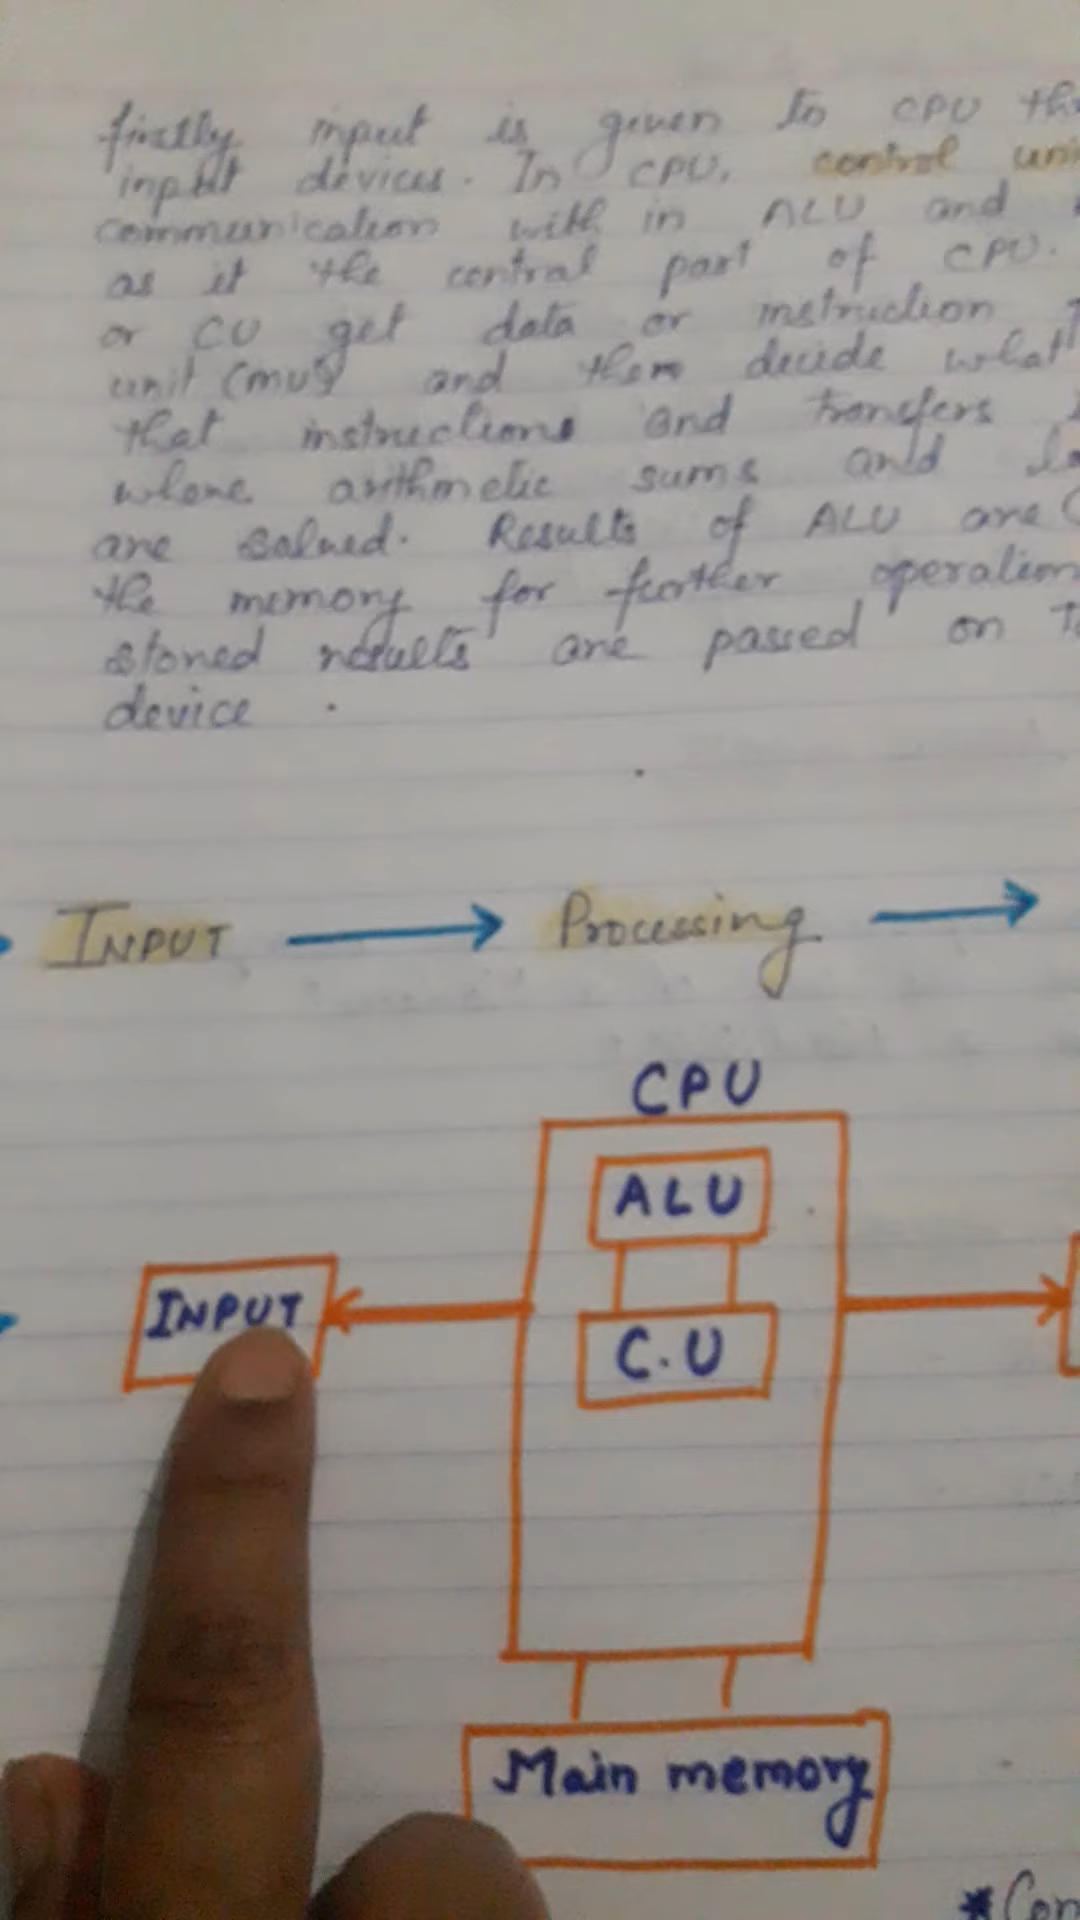 firstly input is given to CPU
input devices. In CPU, control
communication with in ALU and
as it the central part of CPU.
or CU get data or instruction
unit (mu) and then decide what
that instructions and transfers
where arithmetic sums and
are solved. Results of ALU are
the memory for further operation
stored results are passed on
device.
INPUT → Processing →
CPU
ALU
INPUT
C.U
Main memory